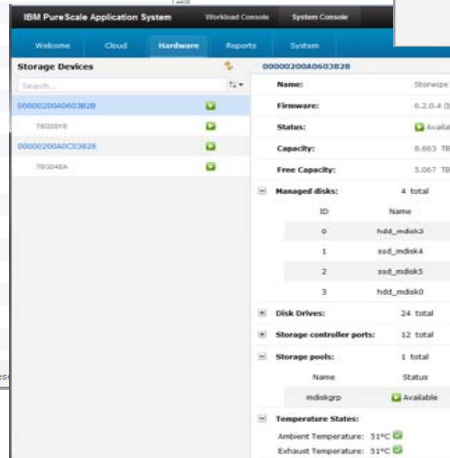 IBM PureScale Application System Workload Console System Console
Welcome Cloud Hardware Reports System
Storage Devices
Search...
00000200A0603828
78G00Y8
00000200A0C03826
78G048A
00000200A0603828
Name: Storwize
Firmware: 6.2.0.4
Status: Availa
Capacity: 8.663 TB
Free Capacity: 5.067 TB
Managed disks: 4 total
ID Name
0 hdd_mdisk3
1 ssd_mdisk4
2 ssd_mdisk5
3 hdd_mdisk0
Disk Drives: 24 total
Storage controller ports: 12 total
Storage pools: 1 total
Name Status
mdiskgrp Available
Temperature States:
Ambient Temperature: 51°C
Exhaust Temperature: 51°C